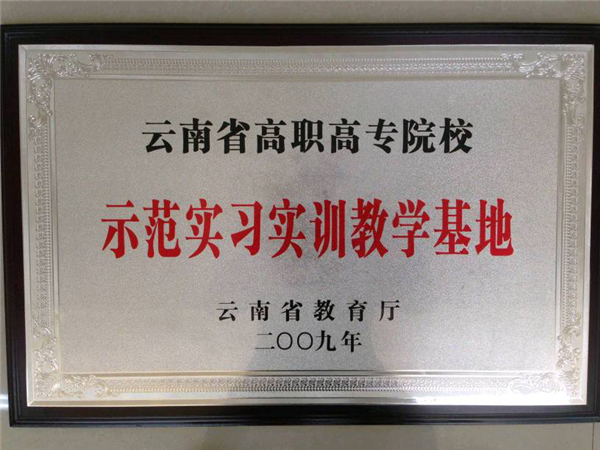 云南省高职高专院校
示范实习实训教学基地
云南省教育厅
二〇〇九年